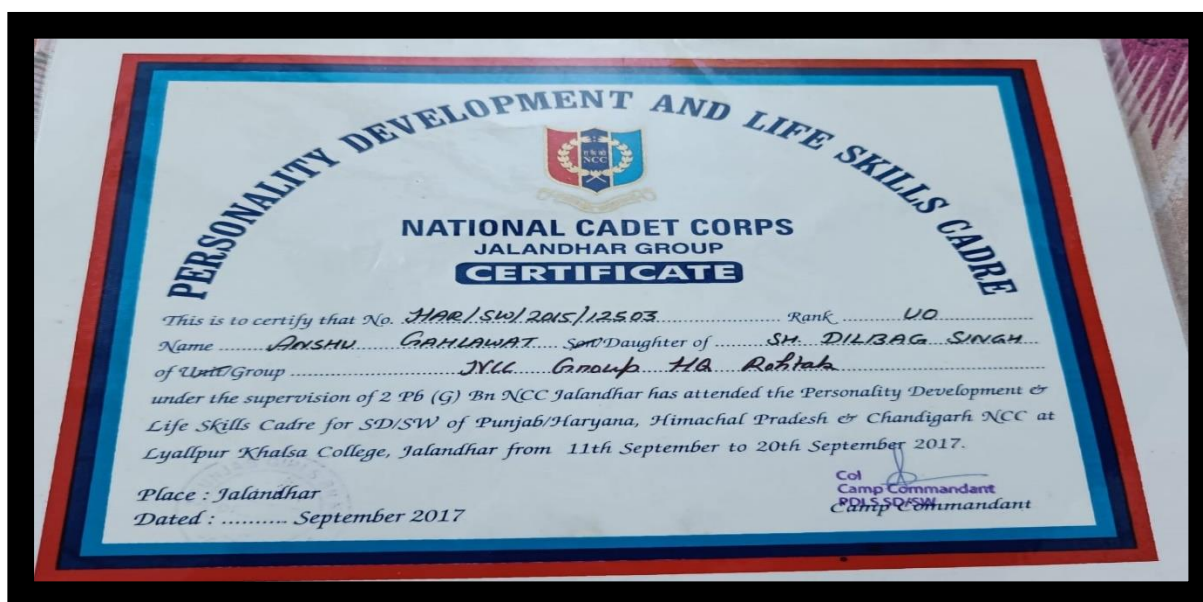 PERSONALITY DEVELOPMENT AND LIFE SKILLS CADRE
NCC
NATIONAL CADET CORPS
JALANDHAR GROUP
CERTIFICATE
This is to certify that No. HAR/SW/2015/12503 Rank UO
Name ANSHU GAHLAWAT Son/Daughter of SH. DILBAG SINGH
of Unit/Group NCC Group HQ Rohtak
under the supervision of 2 Pb (G) Bn NCC Jalandhar has attended the Personality Development &
Life Skills Cadre for SD/SW of Punjab/Haryana, Himachal Pradesh & Chandigarh NCC at
Lyallpur Khalsa College, Jalandhar from 11th September to 20th September 2017.
Col
Camp Commandant
PDLS SD/SW
Place : Jalandhar
Camp Commandant
Dated : .......... September 2017